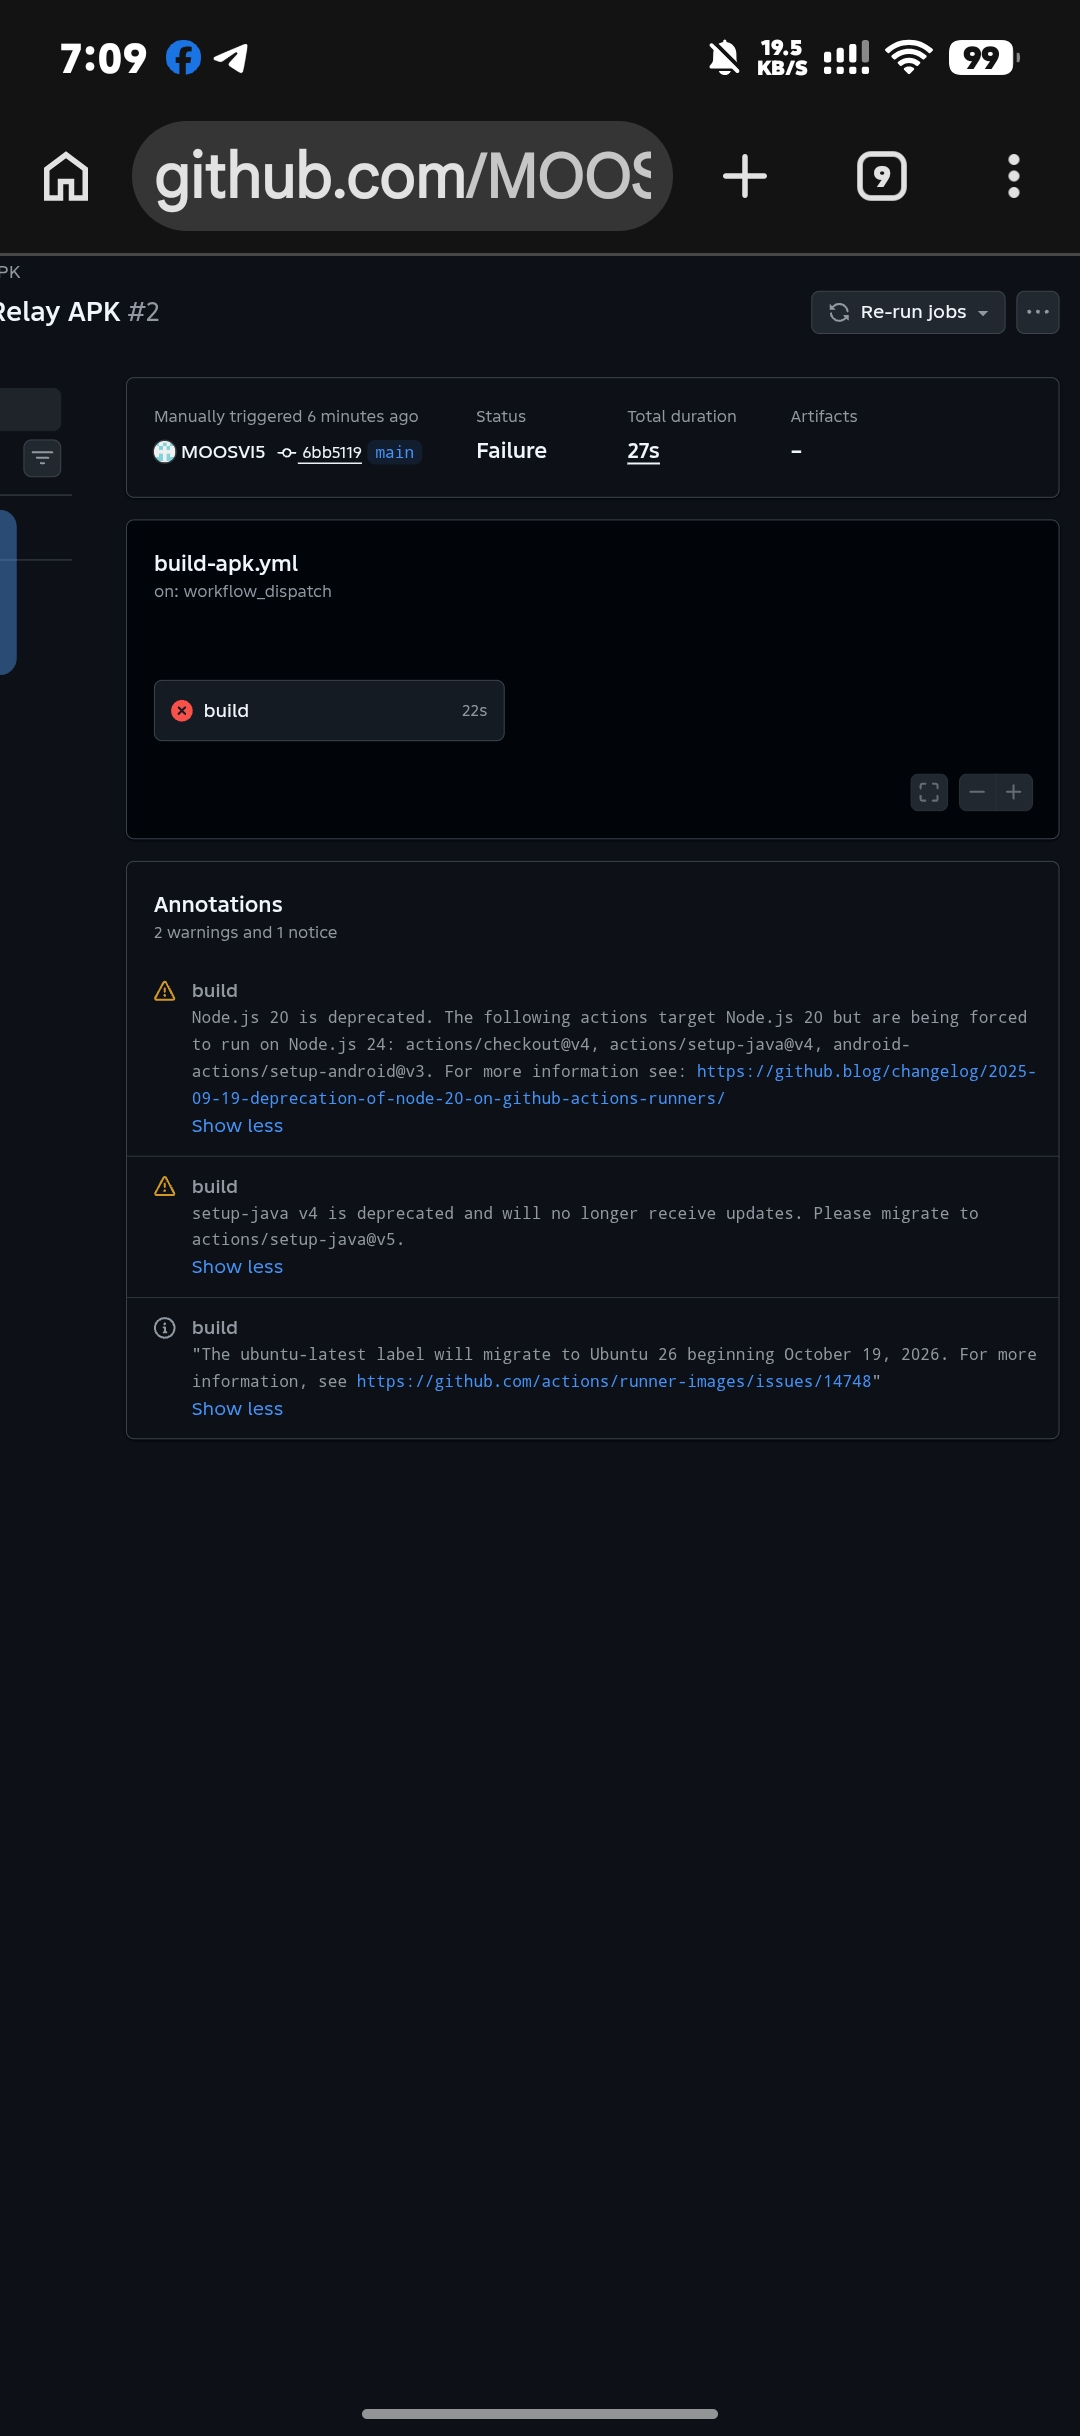 7:09
19.5
KB/S
99
github.com/MOOS
9
PK
Relay APK #2
Re-run jobs
Manually triggered 6 minutes ago
Status
Total duration
Artifacts
MOOSVI5
6bb5119
main
Failure
27s
–
build-apk.yml
on: workflow_dispatch
build
22s
Annotations
2 warnings and 1 notice
build
Node.js 20 is deprecated. The following actions target Node.js 20 but are being forced
to run on Node.js 24: actions/checkout@v4, actions/setup-java@v4, android-
actions/setup-android@v3. For more information see: https://github.blog/changelog/2025-
09-19-deprecation-of-node-20-on-github-actions-runners/
Show less
build
setup-java v4 is deprecated and will no longer receive updates. Please migrate to
actions/setup-java@v5.
Show less
build
"The ubuntu-latest label will migrate to Ubuntu 26 beginning October 19, 2026. For more
information, see https://github.com/actions/runner-images/issues/14748"
Show less